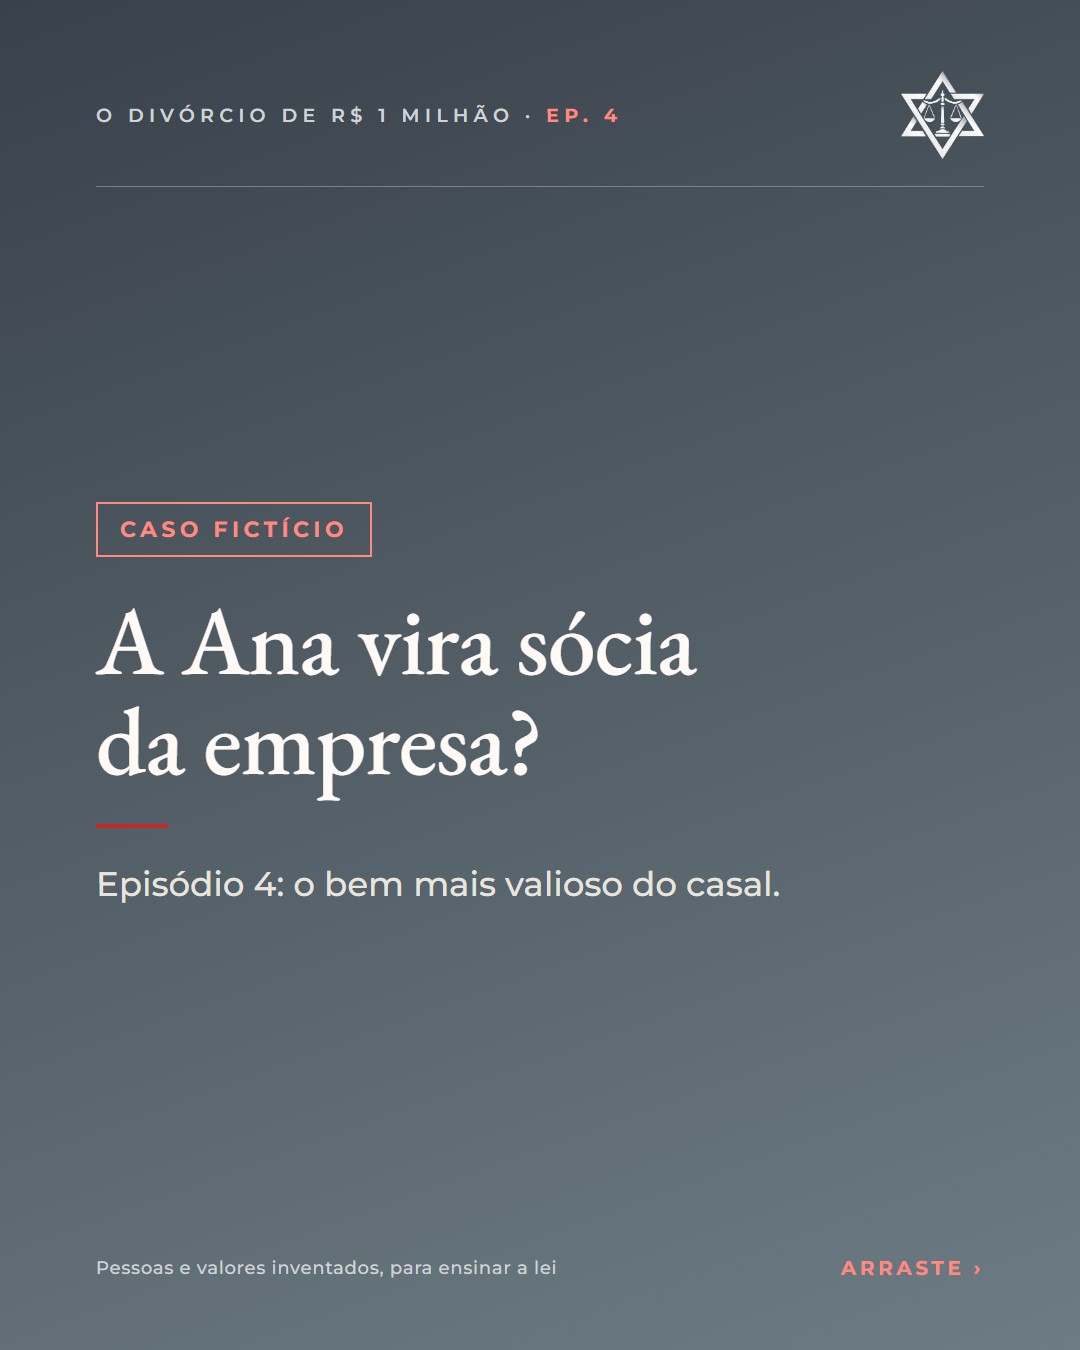 O DIVÓRCIO DE R$ 1 MILHÃO · EP. 4
CASO FICTÍCIO
A Ana vira sócia
da empresa?
Episódio 4: o bem mais valioso do casal.
Pessoas e valores inventados, para ensinar a lei
ARRASTE ›